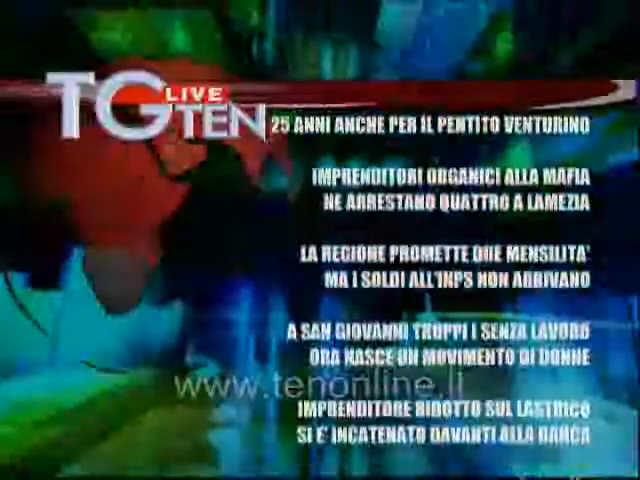 TG LIVE TEN
25 ANNI ANCHE PER IL PENTITO VENTURINO
IMPRENDITORI ORGANICI ALLA MAFIA
NE ARRESTANO QUATTRO A LAMEZIA
LA REGIONE PROMETTE DUE MENSILITA'
MA I SOLDI ALL'INPS NON ARRIVANO
A SAN GIOVANNI TROPPI I SENZA LAVORO
ORA NASCE UN MOVIMENTO DI DONNE
www.tenonline.it
IMPRENDITORE RIDOTTO SUL LASTRICO
SI E' INCATENATO DAVANTI ALLA BANCA